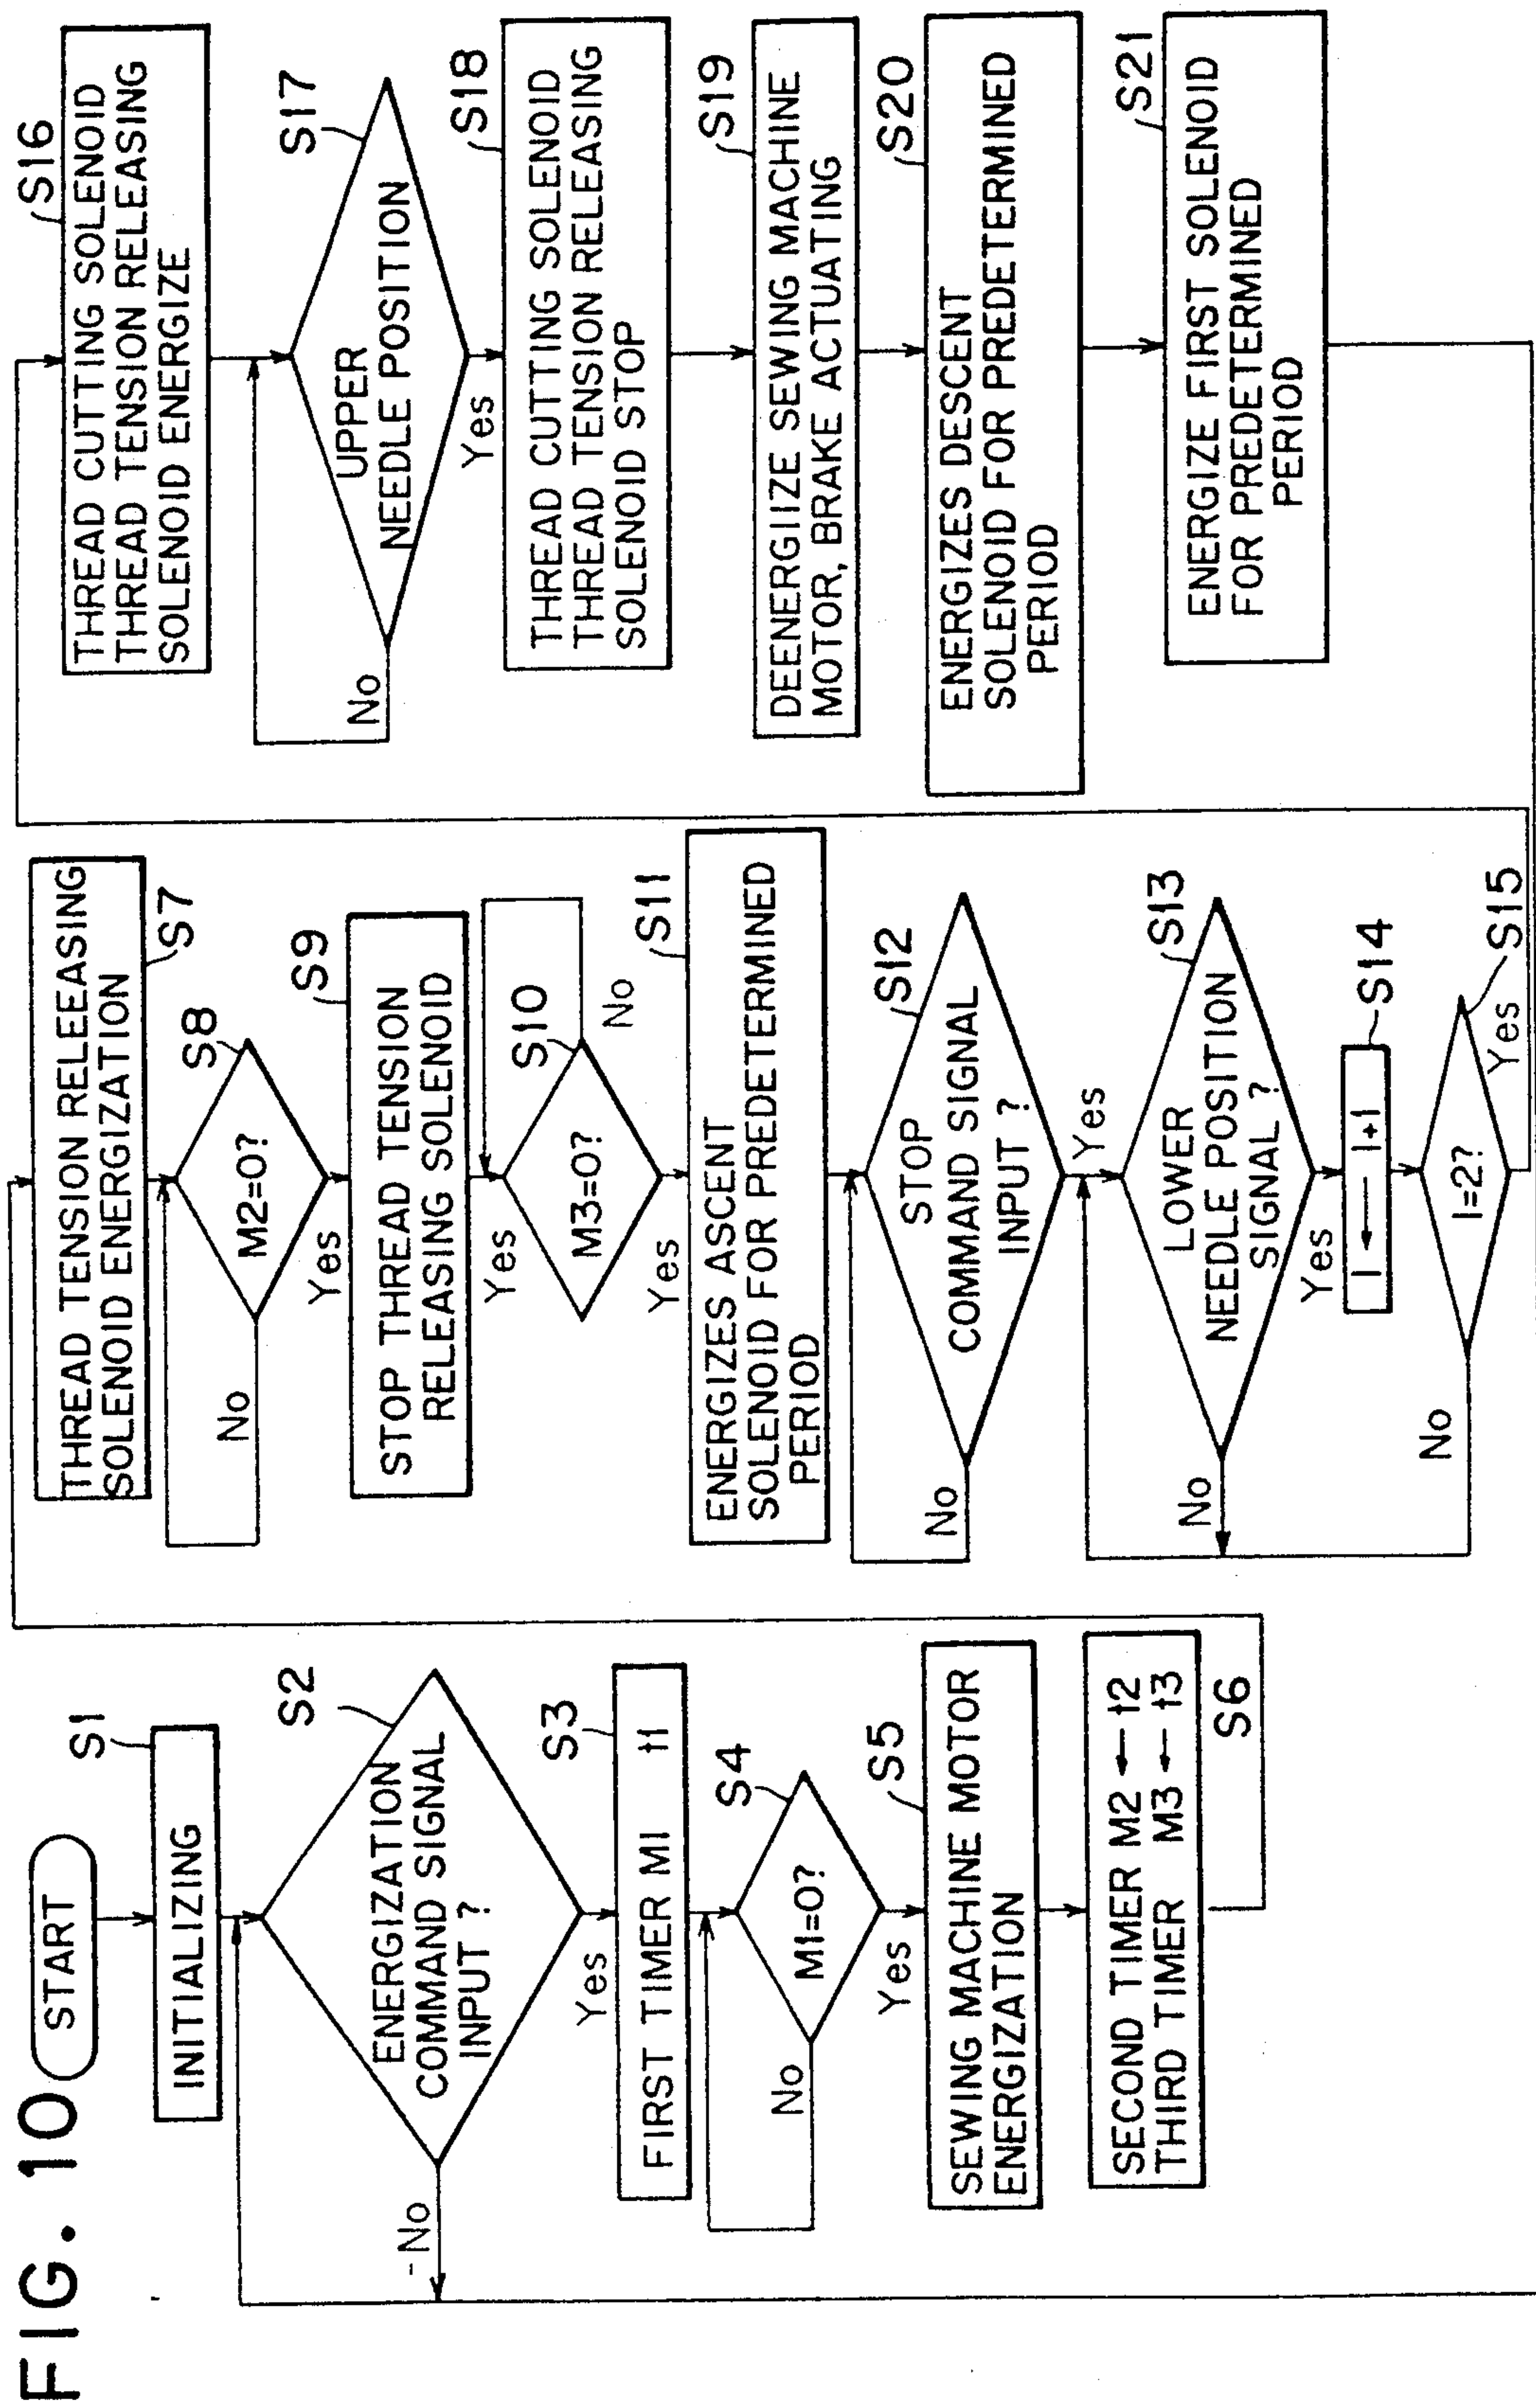 FIG. 10
START
S1
INITIALIZING
S2
ENERGIZATION
COMMAND SIGNAL
INPUT ?
No
Yes
S3
FIRST TIMER M1 t1
S4
M1=0?
No
Yes
S5
SEWING MACHINE MOTOR
ENERGIZATION
SECOND TIMER M2 ← t2
THIRD TIMER M3 ← t3
S6
THREAD TENSION RELEEASING
SOLENOID ENERGIZATION
S7
S8
M2=0?
No
Yes
S9
STOP THREAD TENSION
RELEASING SOLENOID
Yes
S10
M3=0?
No
Yes
S11
ENERGIZES ASCENT
SOLENOID FOR PREDETERMINED
PERIOD
S12
STOP
COMMAND SIGNAL
INPUT ?
No
Yes
S13
LOWER
NEEDLE POSITION
SIGNAL ?
No
Yes
I ← I+1
S14
I=2?
S15
No
Yes
S16
THREAD CUTTING SOLENOID
THREAD TENSION RELEASING
SOLENOID ENERGIZE
S17
UPPER
NEEDLE POSITION
No
Yes
S18
THREAD CUTTING SOLENOID
THREAD TENSION RELEASING
SOLENOID STOP
S19
DEENERGIIZE SEWING MACHINE
MOTOR, BRAKE ACTUATING
S20
ENERGIZES DESCENT
SOLENOID FOR PREDETERMINED
PERIOD
S21
ENERGIZE FIRST SOLENOID
FOR PREDETERMINED
PERIOD